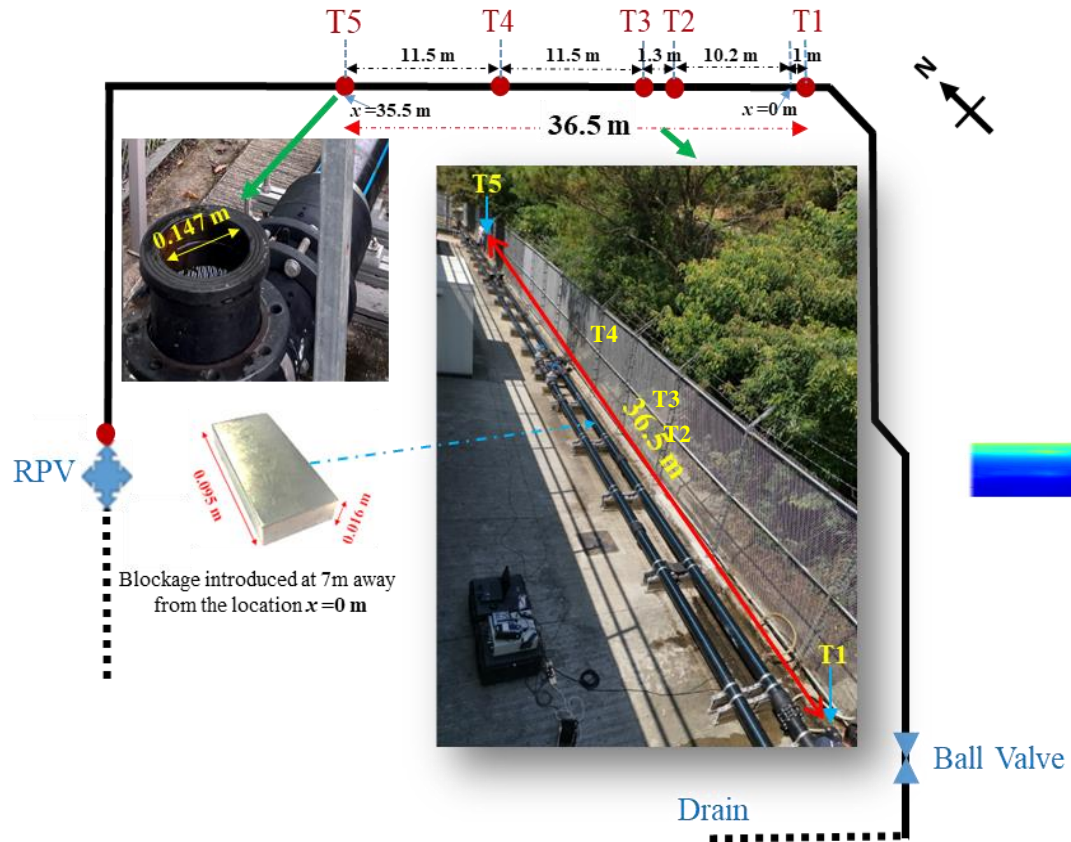 T5
T4
T3
T2
T1
11.5 m
11.5 m
1.3 m
10.2 m
1 m
N
x =35.5 m
x=0 m
36.5 m
0.147 m
T5
T4
T3
T2
36.5 m
T1
RPV
0.095 m
0.016 m
Blockage introduced at 7m away
from the location x =0 m
Ball Valve
Drain